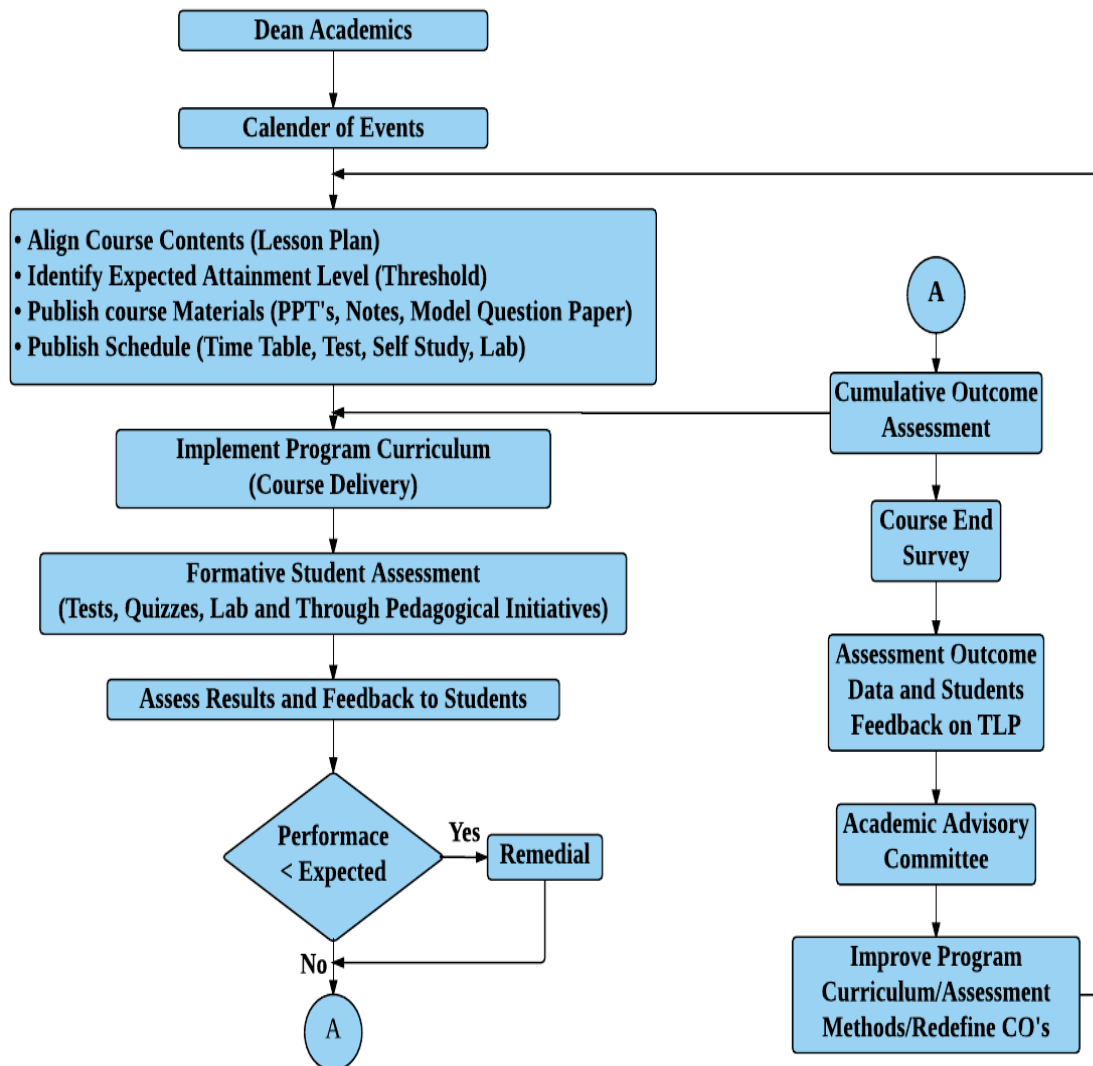 Dean Academics
Calender of Events
• Align Course Contents (Lesson Plan)
• Identify Expected Attainment Level (Threshold)
• Publish course Materials (PPT's, Notes, Model Question Paper)
• Publish Schedule (Time Table, Test, Self Study, Lab)
Implement Program Curriculum
(Course Delivery)
Formative Student Assessment
(Tests, Quizzes, Lab and Through Pedagogical Initiatives)
Assess Results and Feedback to Students
Performace
< Expected
Yes
Remedial
No
A
A
Cumulative Outcome
Assessment
Course End
Survey
Assessment Outcome
Data and Students
Feedback on TLP
Academic Advisory
Committee
Improve Program
Curriculum/Assessment
Methods/Redefine CO's